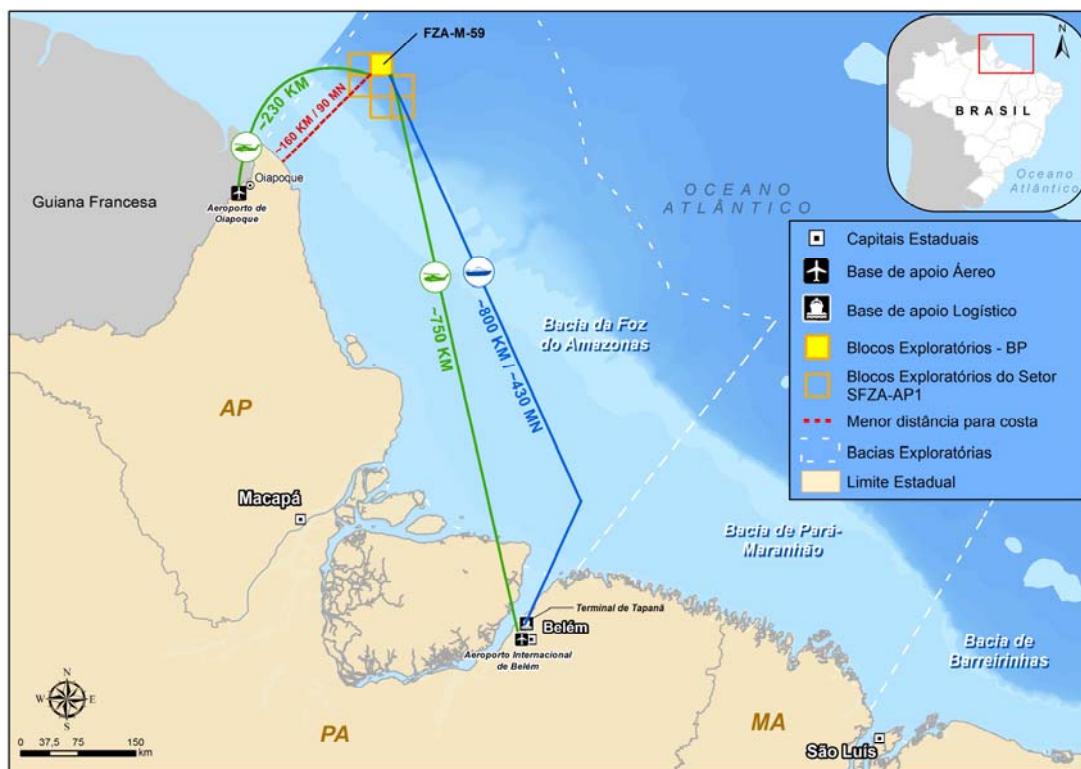 FZA-M-59
~230 KM
~160 KM / 90 MN
Oiapoque
Aeroporto de
Oiapoque
Guiana Francesa
N
BRASIL
Oceano
Atlântico
OCEANO
ATLÂNTICO
Capitais Estaduais
Base de apoio Áereo
Base de apoio Logístico
Blocos Exploratórios - BP
Blocos Exploratórios do Setor
SFZA-AP1
Menor distância para costa
Bacias Exploratórias
Limite Estadual
~750 KM
~800 KM / ~430 MN
Bacia da Foz
do Amazonas
AP
Macapá
Bacia de Pará-
Maranhão
Terminal de Tapanã
Belém
Aeroporto Internacional
de Belém
Bacia de
Barreirinhas
N
W
E
S
PA
MA
São Luís
0 37,5 75 150
km